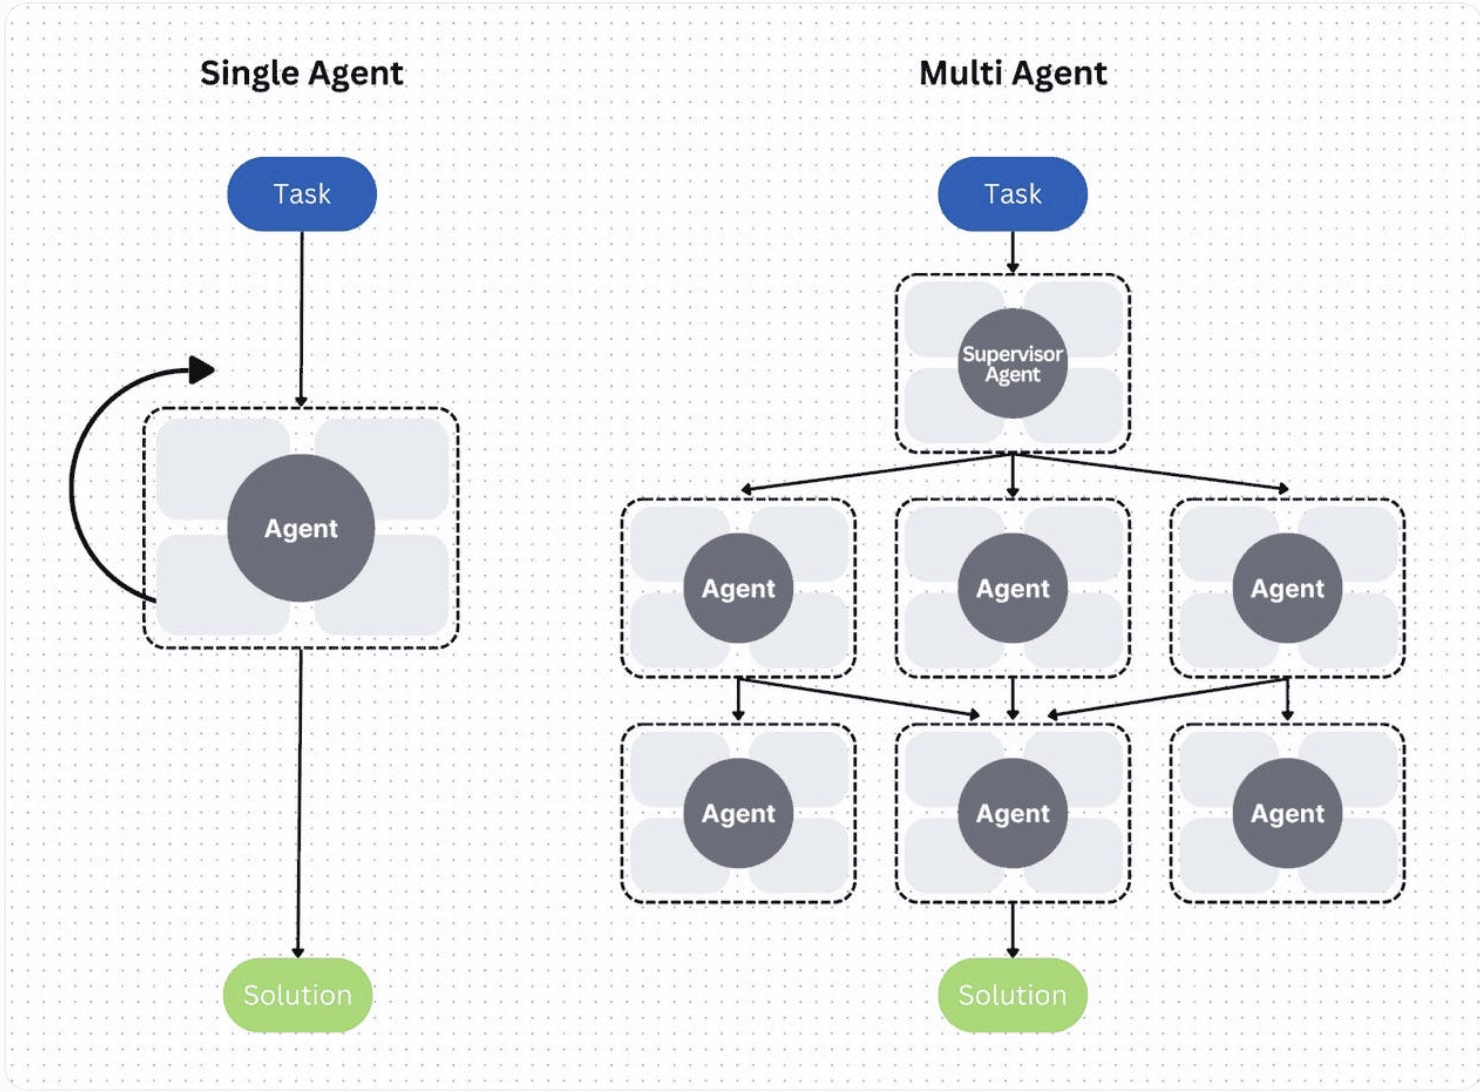 Single Agent
Multi Agent
Task
Task
Supervisor
Agent
Agent
Agent
Agent
Agent
Agent
Agent
Agent
Solution
Solution